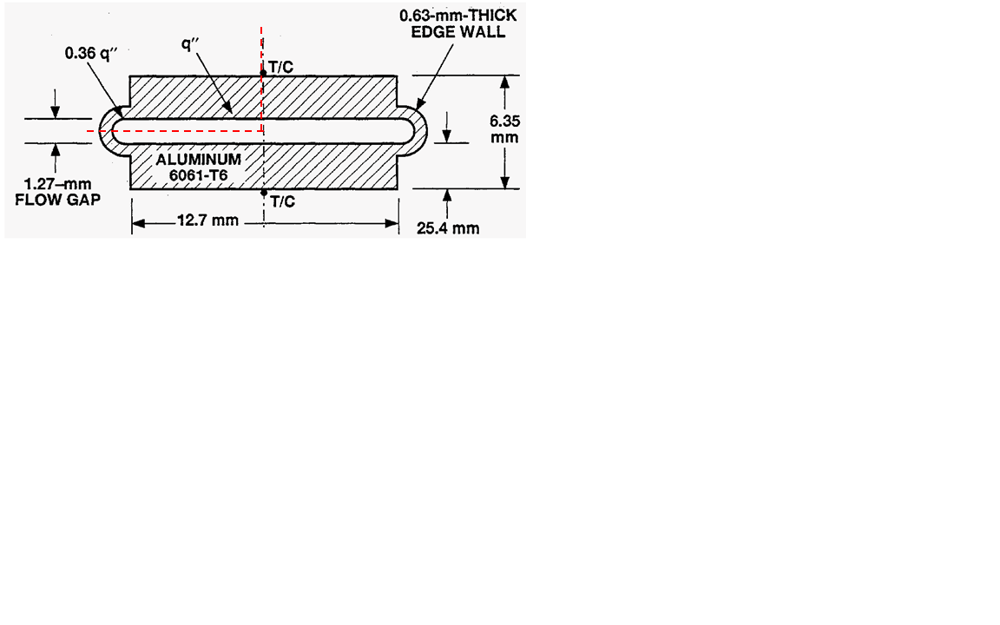 0.63-mm-THICK
EDGE WALL
q″
0.36 q″
T/C
6.35
mm
ALUMINUM
6061-T6
1.27–mm
FLOW GAP
T/C
12.7 mm
25.4 mm